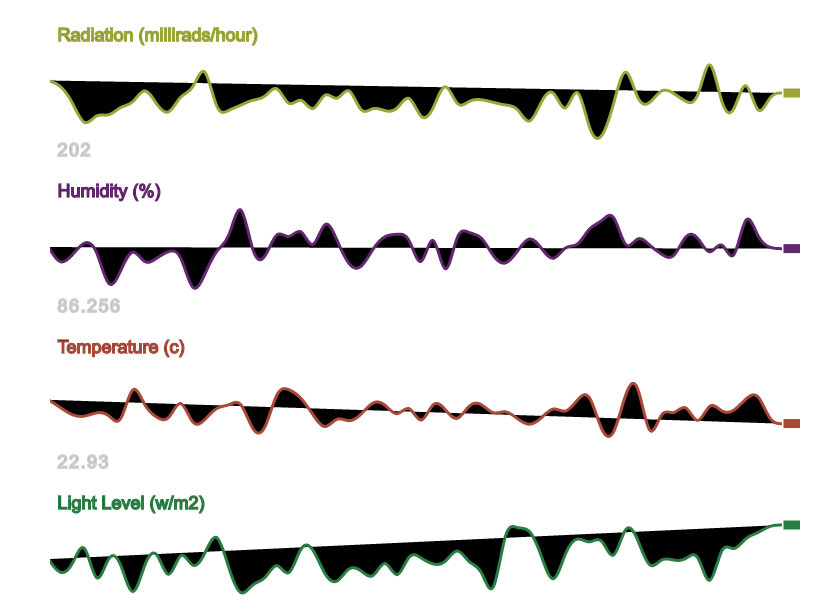 Radiation (millirads/hour)
202
Humidity (%)
86.256
Temperature (c)
22.93
Light Level (w/m2)